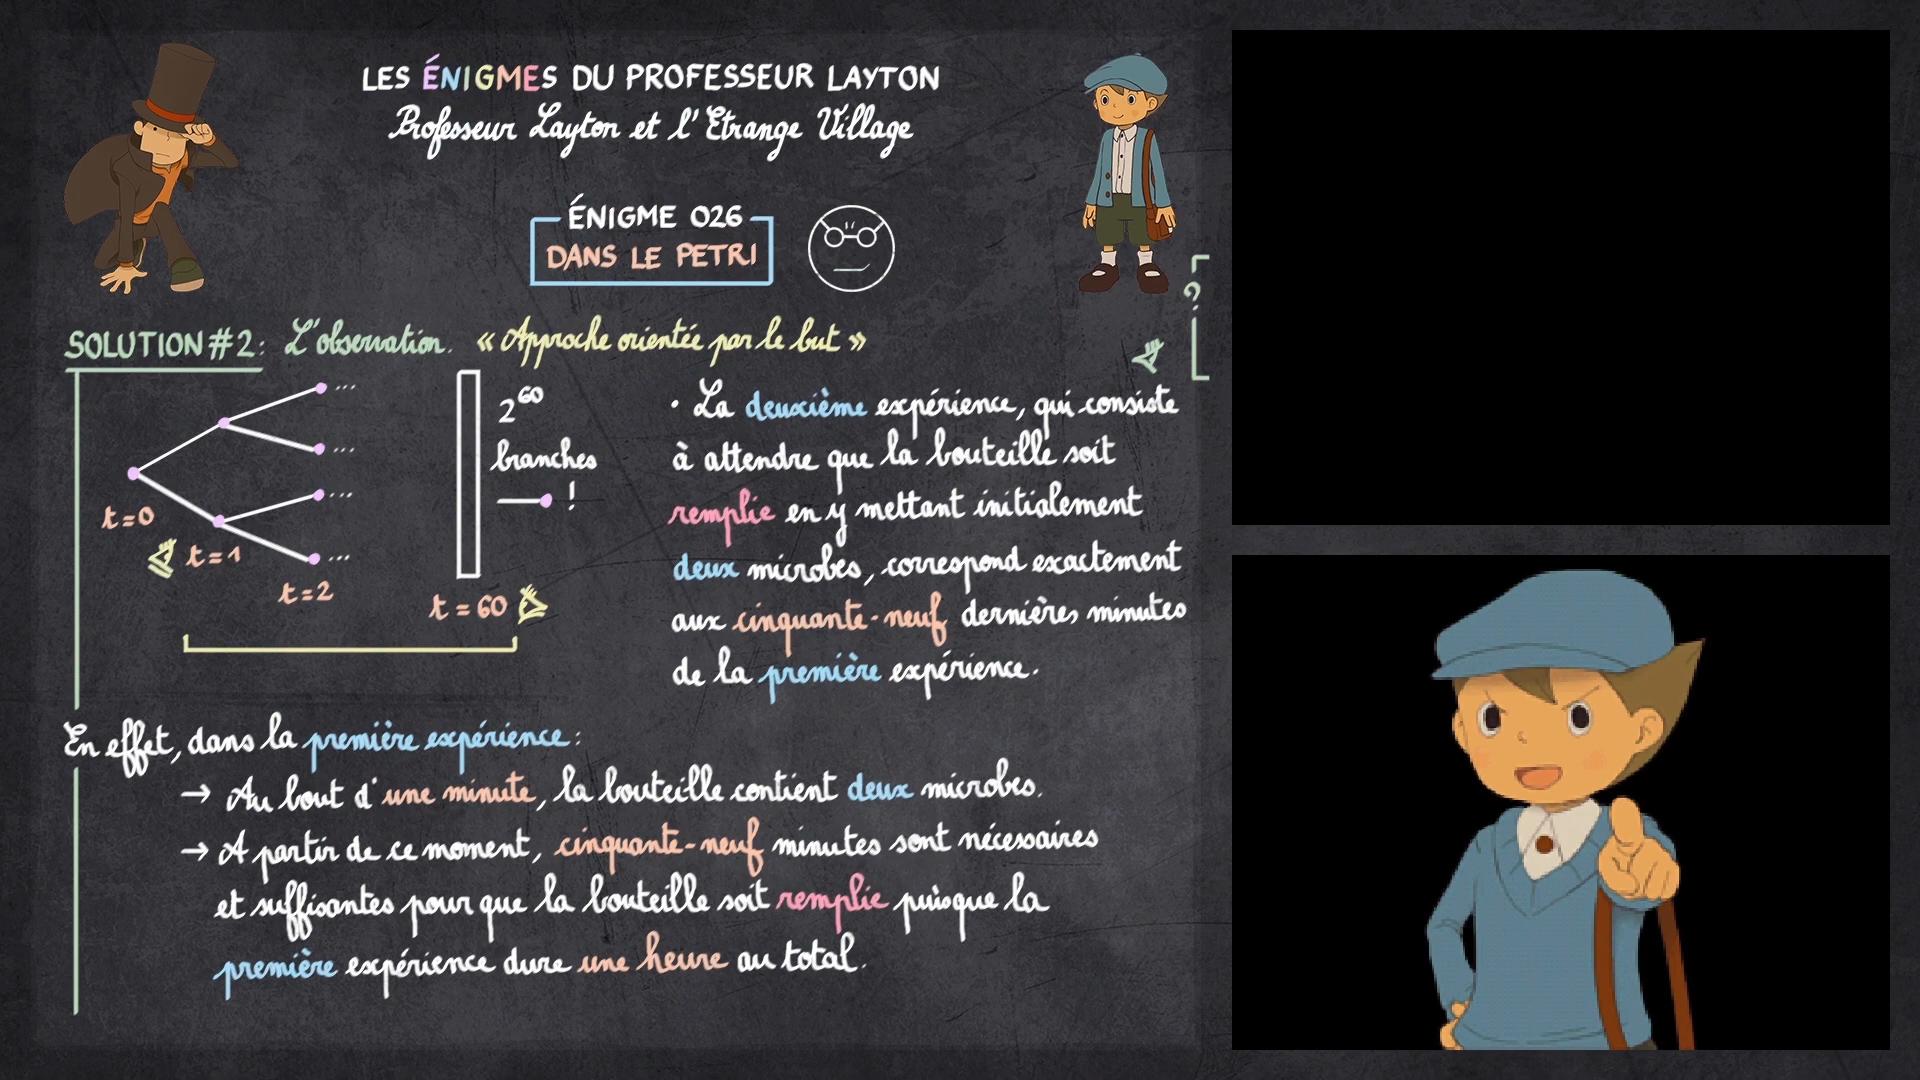 LES ÉNIGMES DU PROFESSEUR LAYTON
Professeur Layton et l'Etrange Village
ÉNIGME 026
DANS LE PETRI
?
SOLUTION #2: L'observation. « Approche orientée par le but »
t=0
t=1
t=2
...
...
...
...
2^60
branches
!
t = 60
• La deuxième expérience, qui consiste
à attendre que la bouteille soit
remplie en y mettant initialement
deux microbes, correspond exactement
aux cinquante-neuf dernières minutes
de la première expérience.
En effet, dans la première expérience :
→ Au bout d'une minute, la bouteille contient deux microbes.
→ A partir de ce moment, cinquante-neuf minutes sont nécessaires
et suffisantes pour que la bouteille soit remplie puisque la
première expérience dure une heure au total.